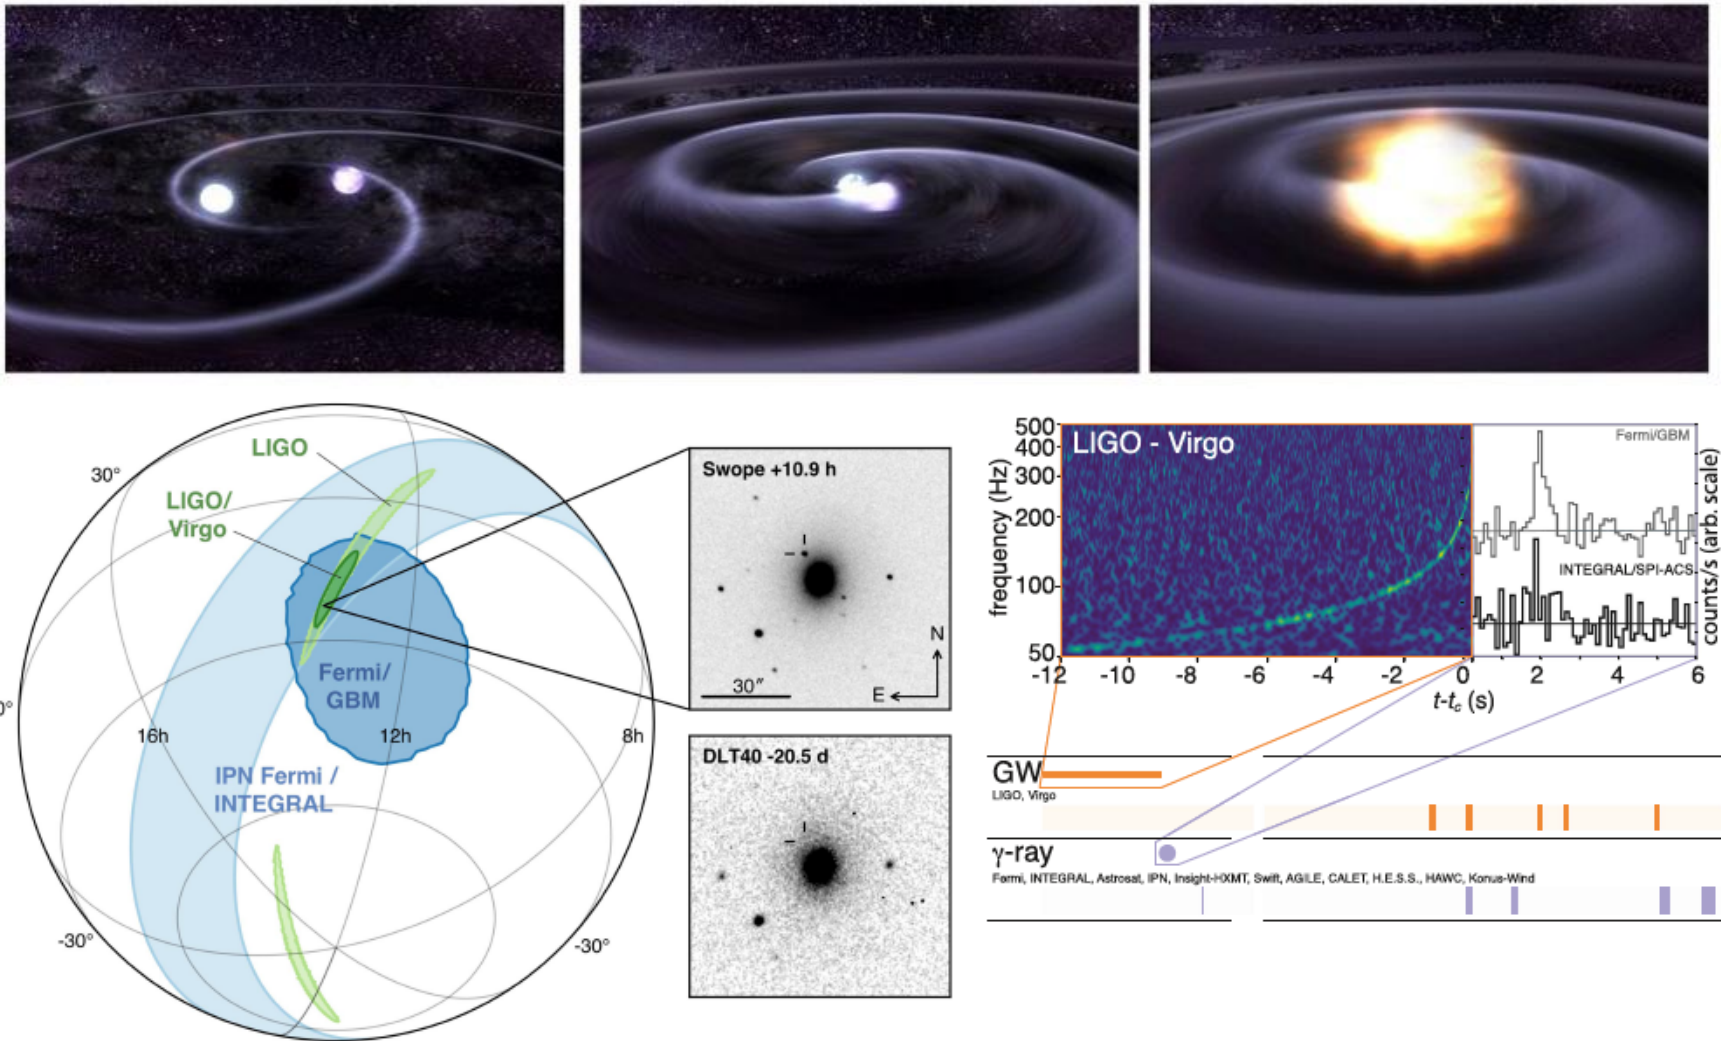 LIGO
LIGO/
Virgo
30°
0°
16h
12h
8h
Fermi/
GBM
IPN Fermi /
INTEGRAL
-30°
-30°
Swope +10.9 h
30″
N
E
DLT40 -20.5 d
LIGO - Virgo
frequency (Hz)
500
400
300
200
100
50
-12 -10 -8 -6 -4 -2 0 2 4 6
t-tc (s)
Fermi/GBM
INTEGRAL/SPI-ACS
counts/s (arb. scale)
GW
LIGO, Virgo
γ-ray
Fermi, INTEGRAL, Astrosat, IPN, Insight-HXMT, Swift, AGILE, CALET, H.E.S.S., HAWC, Konus-Wind